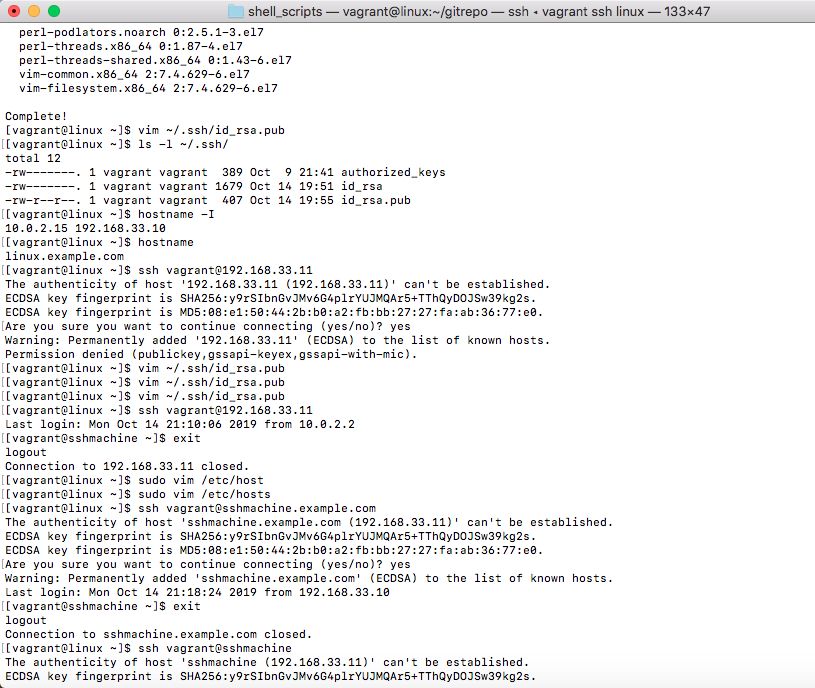 shell_scripts — vagrant@linux:~/gitrepo — ssh ◂ vagrant ssh linux — 133×47
perl-podlators.noarch 0:2.5.1-3.el7
perl-threads.x86_64 0:1.87-4.el7
perl-threads-shared.x86_64 0:1.43-6.el7
vim-common.x86_64 2:7.4.629-6.el7
vim-filesystem.x86_64 2:7.4.629-6.el7
Complete!
[vagrant@linux ~]$ vim ~/.ssh/id_rsa.pub
[[vagrant@linux ~]$ ls -l ~/.ssh/
total 12
-rw-------. 1 vagrant vagrant  389 Oct  9 21:41 authorized_keys
-rw-------. 1 vagrant vagrant 1679 Oct 14 19:51 id_rsa
-rw-r--r--. 1 vagrant vagrant  407 Oct 14 19:55 id_rsa.pub
[[vagrant@linux ~]$ hostname -I
10.0.2.15 192.168.33.10
[[vagrant@linux ~]$ hostname
linux.example.com
[[vagrant@linux ~]$ ssh vagrant@192.168.33.11
The authenticity of host '192.168.33.11 (192.168.33.11)' can't be established.
ECDSA key fingerprint is SHA256:y9rSIbnGvJMv6G4plrYUJMQAr5+TThQyDOJSw39kg2s.
ECDSA key fingerprint is MD5:08:e1:50:44:2b:b0:a2:fb:bb:27:27:fa:ab:36:77:e0.
[Are you sure you want to continue connecting (yes/no)? yes
Warning: Permanently added '192.168.33.11' (ECDSA) to the list of known hosts.
Permission denied (publickey,gssapi-keyex,gssapi-with-mic).
[[vagrant@linux ~]$ vim ~/.ssh/id_rsa.pub
[[vagrant@linux ~]$ vim ~/.ssh/id_rsa.pub
[[vagrant@linux ~]$ vim ~/.ssh/id_rsa.pub
[[vagrant@linux ~]$ ssh vagrant@192.168.33.11
Last login: Mon Oct 14 21:10:06 2019 from 10.0.2.2
[[vagrant@sshmachine ~]$ exit
logout
Connection to 192.168.33.11 closed.
[[vagrant@linux ~]$ sudo vim /etc/host
[[vagrant@linux ~]$ sudo vim /etc/hosts
[[vagrant@linux ~]$ ssh vagrant@sshmachine.example.com
The authenticity of host 'sshmachine.example.com (192.168.33.11)' can't be established.
ECDSA key fingerprint is SHA256:y9rSIbnGvJMv6G4plrYUJMQAr5+TThQyDOJSw39kg2s.
ECDSA key fingerprint is MD5:08:e1:50:44:2b:b0:a2:fb:bb:27:27:fa:ab:36:77:e0.
[Are you sure you want to continue connecting (yes/no)? yes
Warning: Permanently added 'sshmachine.example.com' (ECDSA) to the list of known hosts.
Last login: Mon Oct 14 21:18:24 2019 from 192.168.33.10
[[vagrant@sshmachine ~]$ exit
logout
Connection to sshmachine.example.com closed.
[[vagrant@linux ~]$ ssh vagrant@sshmachine
The authenticity of host 'sshmachine (192.168.33.11)' can't be established.
ECDSA key fingerprint is SHA256:y9rSIbnGvJMv6G4plrYUJMQAr5+TThQyDOJSw39kg2s.